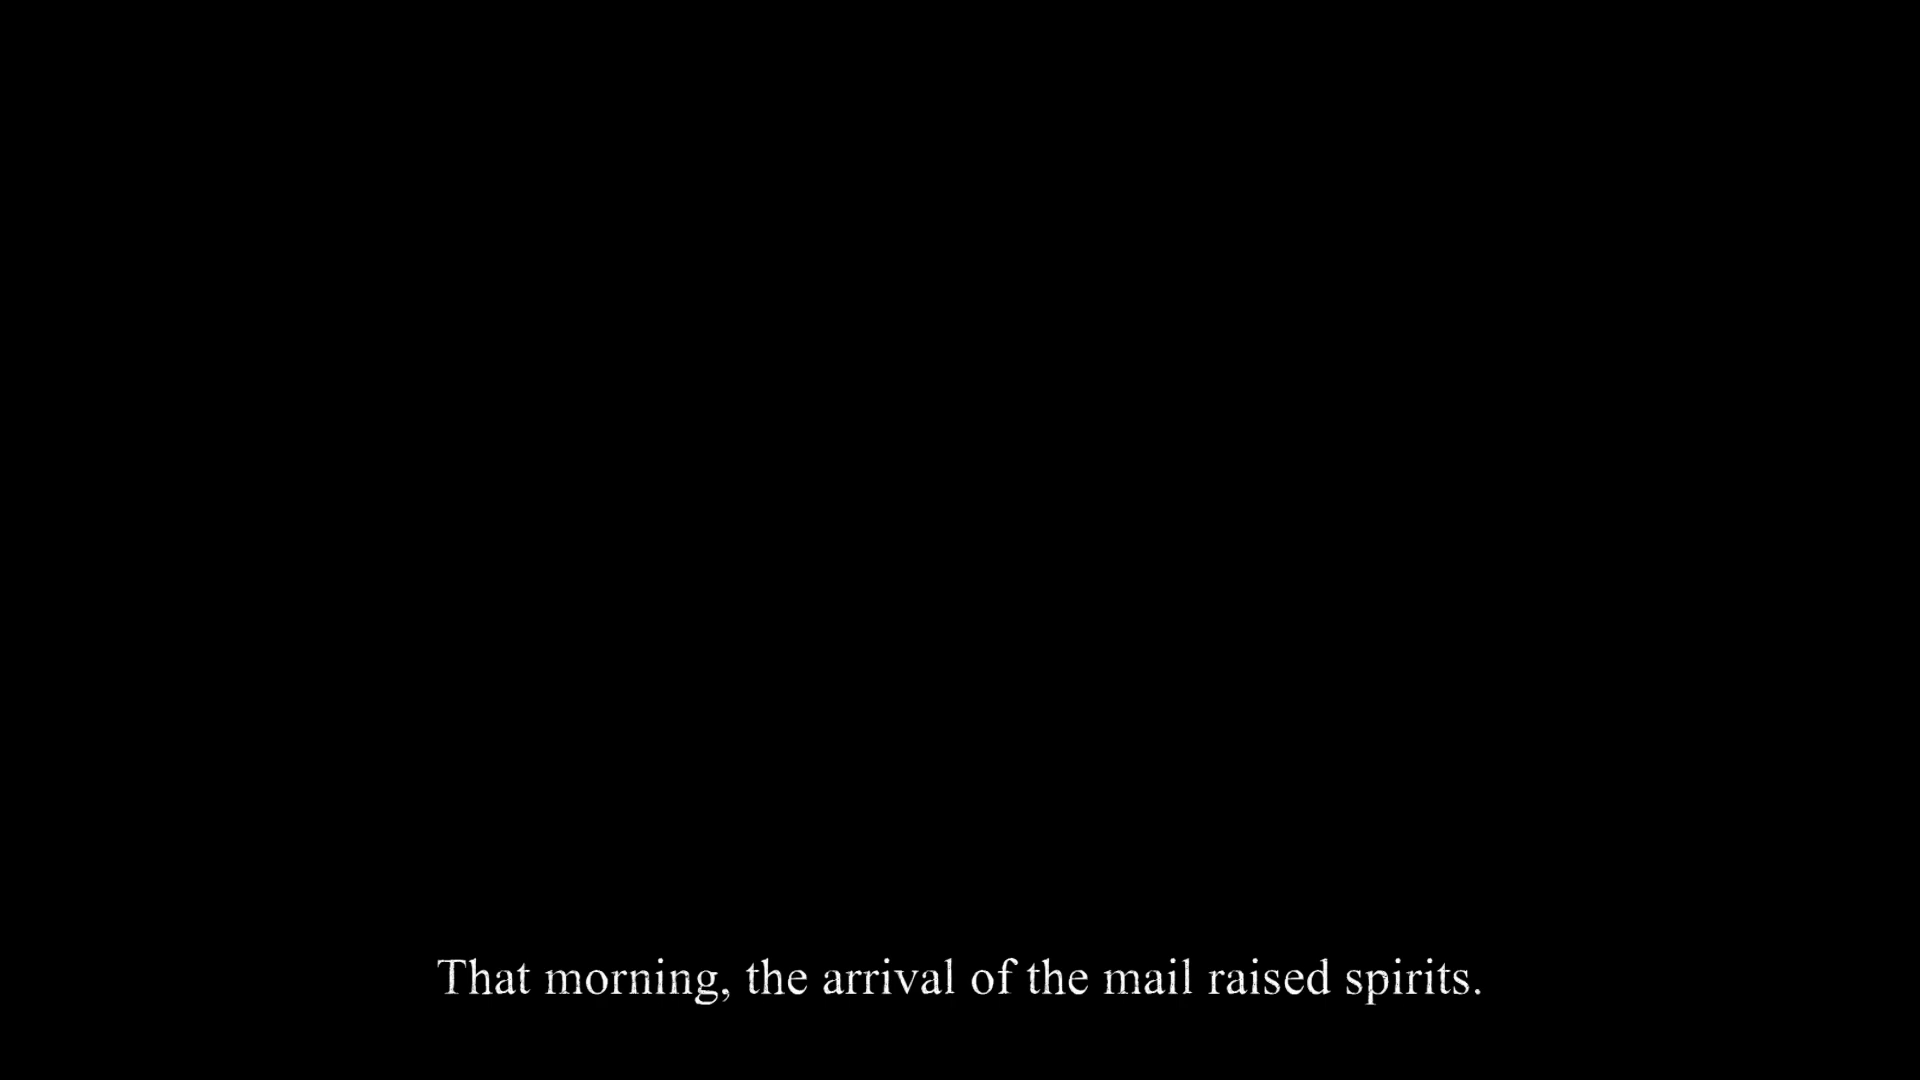 That morning, the arrival of the mail raised spirits.